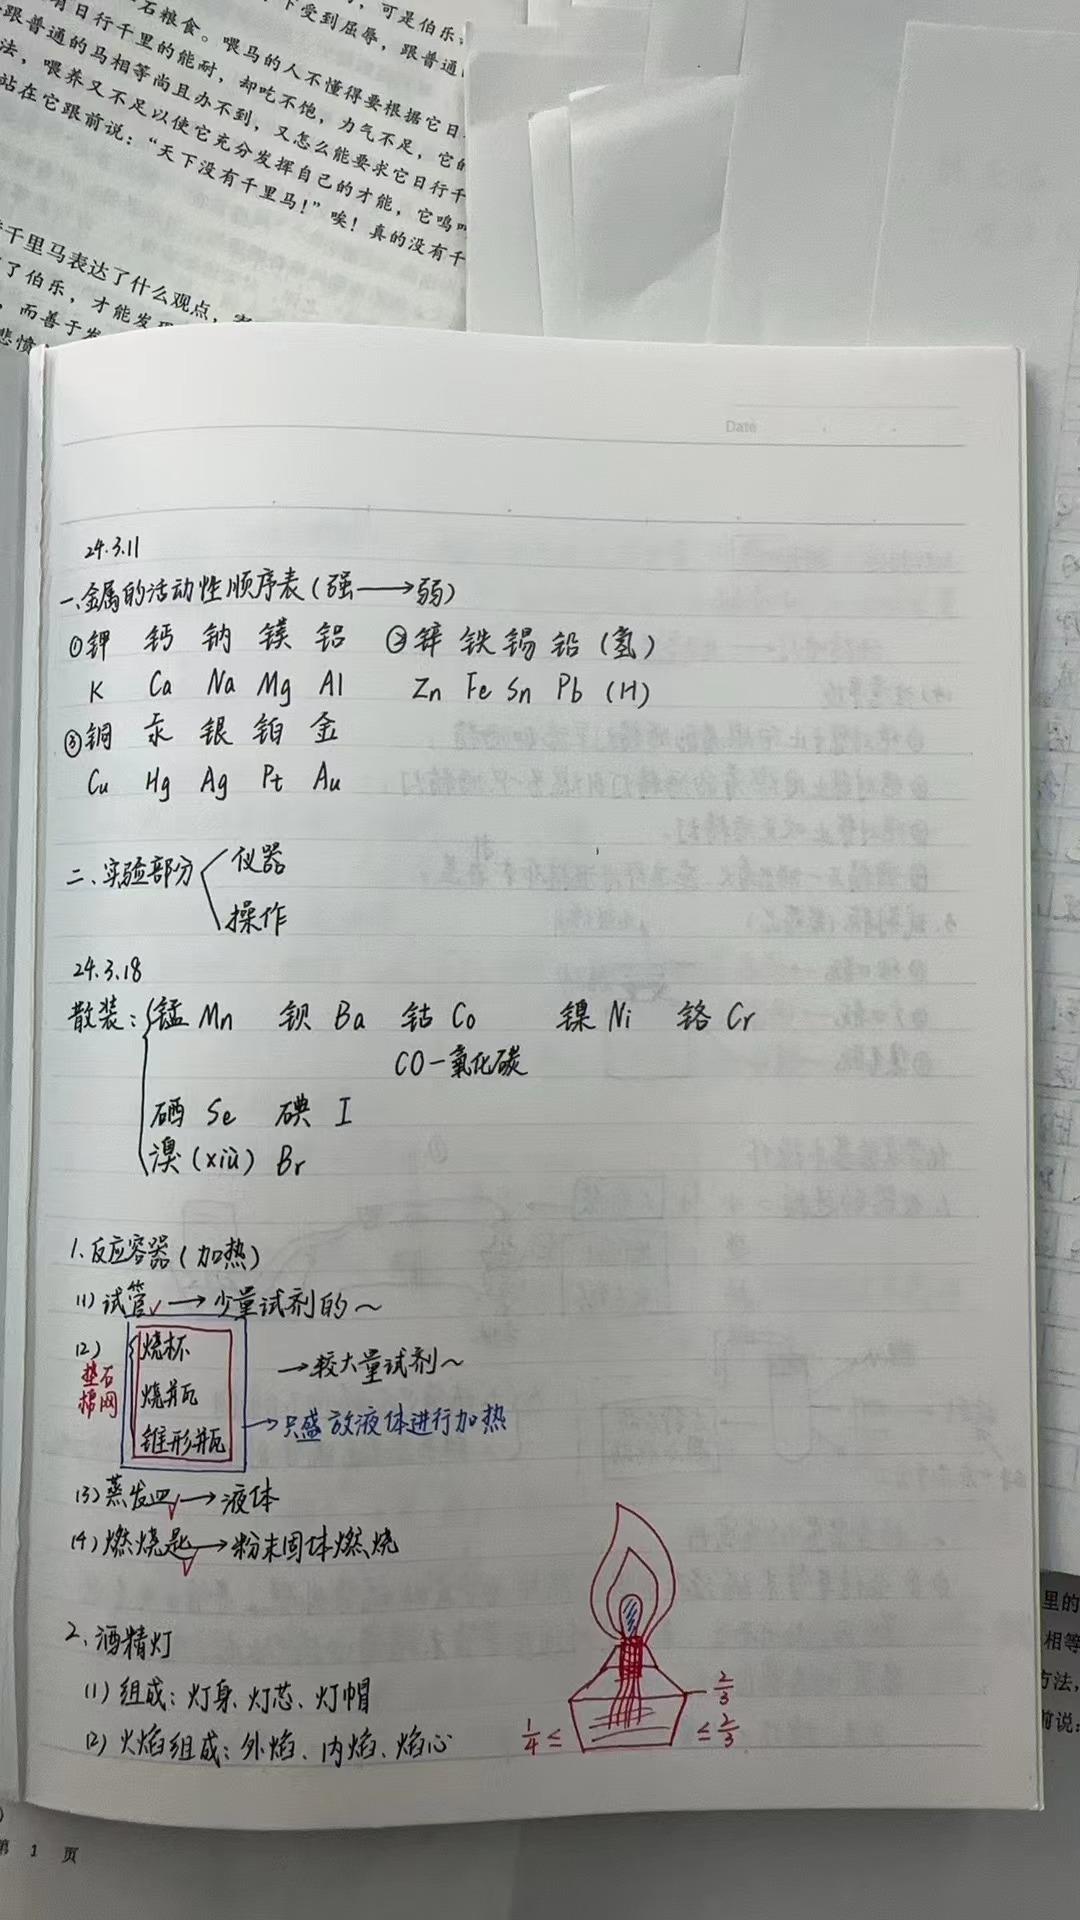 可是伯乐
石粮食。
下受到屈辱，跟普通
有日行千里的能耐，却吃不饱，力气不足，它的
喂马的人不懂得要根据它日
跟普通的马相等尚且办不到，又怎么能要求它日行千
法，喂养又不足以使它充分发挥自己的才能，它鸣
站在它跟前说：“天下没有千里马！”唉！真的没有千
千里马表达了什么观点，
了伯乐，才能发现
，而善于发
悲愤
Date
24.3.11
一、金属的活动性顺序表(强→弱)
①钾 钙 钠 镁 铝 ②锌 铁 锡 铅 (氢)
K Ca Na Mg Al Zn Fe Sn Pb (H)
③铜 汞 银 铂 金
Cu Hg Ag Pt Au
二、实验部分 仪器
操作
24.3.18
散装: 锰 Mn 钡 Ba 钴 Co 镍 Ni 铬 Cr
CO 一氧化碳
硒 Se 碘 I
溴 (xiù) Br
1、反应容器(加热)
(1) 试管✓→少量试剂的～
(2) 烧杯
垫石棉网
烧瓶
→较大量试剂～
锥形瓶
→只盛放液体进行加热
(3) 蒸发皿✓→液体
(4) 燃烧匙✓→粉末固体燃烧
2、酒精灯
(1) 组成: 灯身、灯芯、灯帽
(2) 火焰组成: 外焰、内焰、焰心
2/3
1/4 ≤ ≤ 2/3
里的
相等
方法，
前说：
第 1 页